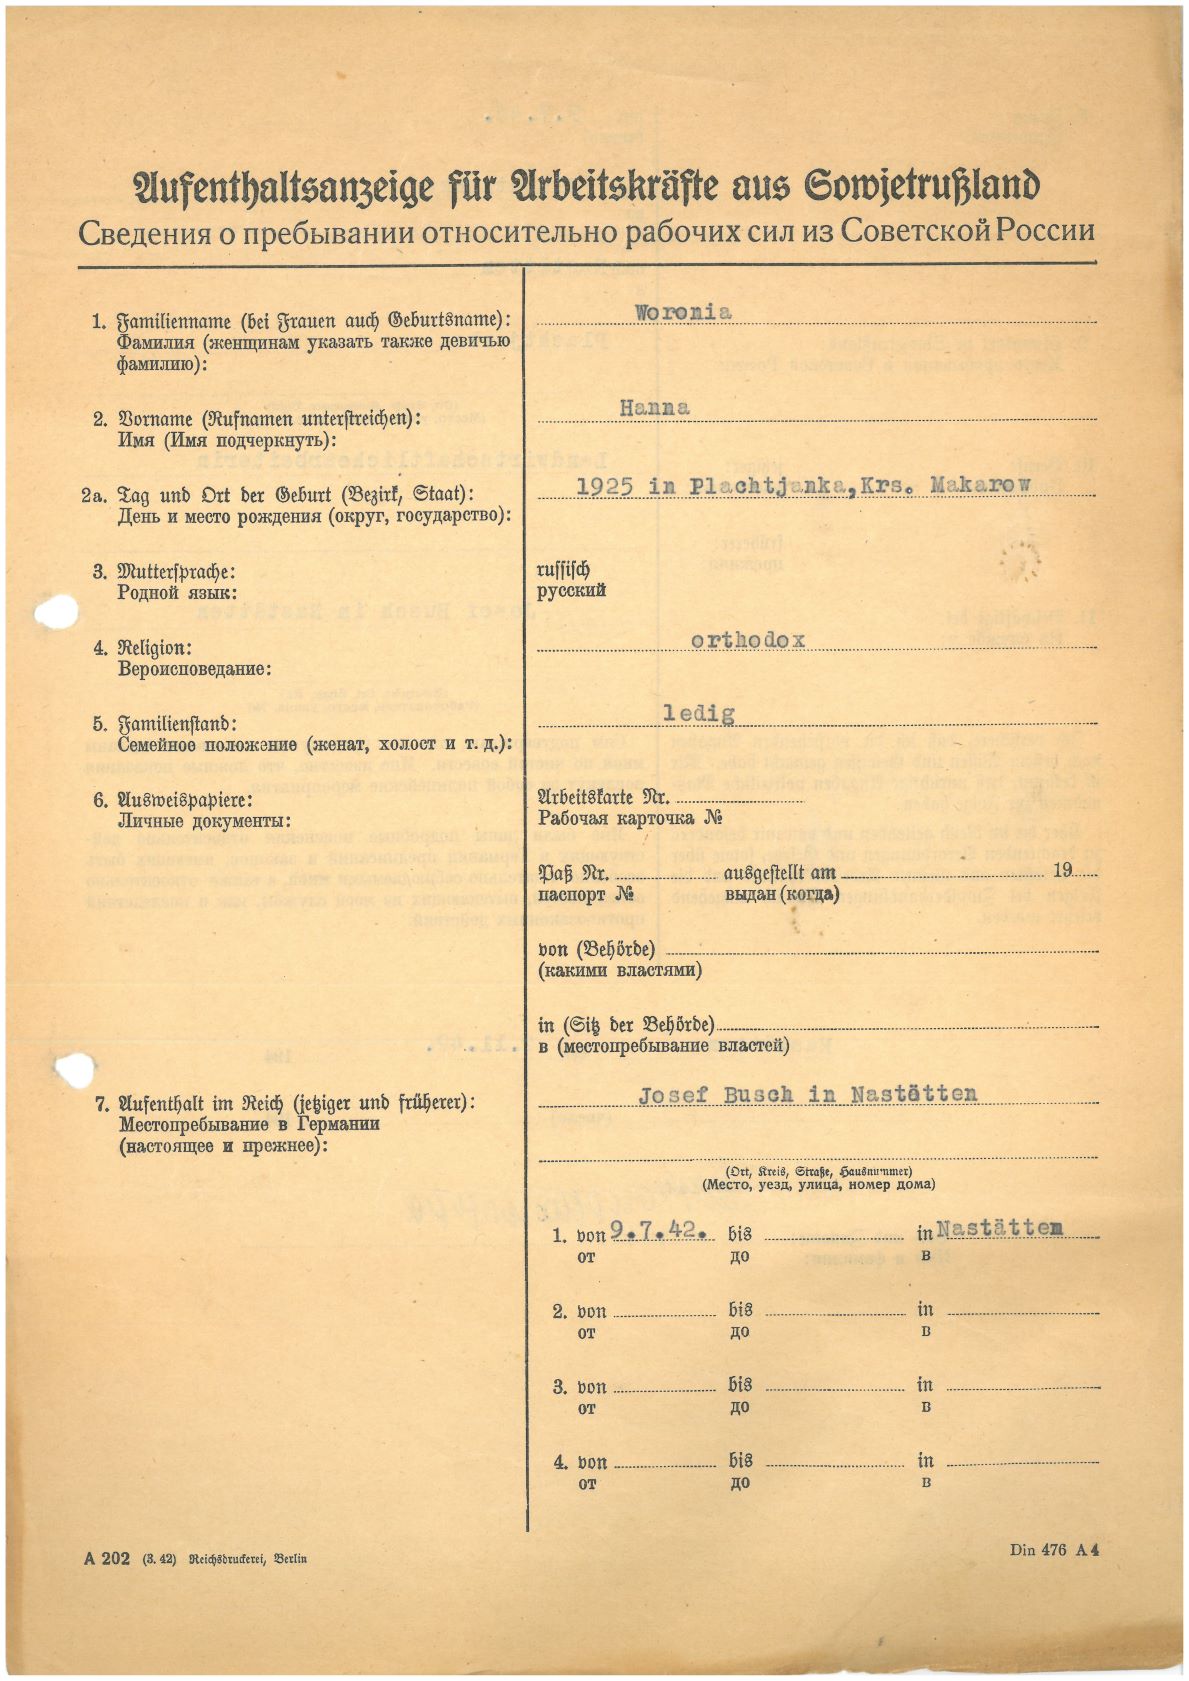 Aufenthaltsanzeige für Arbeitskräfte aus Sowjetrußland
Сведения о пребывании относительно рабочих сил из Советской России
1. Familienname (bei Frauen auch Geburtsname): Woronia
Фамилия (женщинам указать также девичью
фамилию):
2. Vorname (Rufnamen unterstreichen): Hanna
Имя (Имя подчеркнуть):
2a. Tag und Ort der Geburt (Bezirk, Staat): 1925 in Plachtjanka,Krs. Makarow
День и место рождения (округ, государство):
3. Muttersprache: russisch
Родной язык: русский
4. Religion: orthodox
Вероисповедание:
5. Familienstand: ledig
Семейное положение (женат, холост и т. д.):
6. Ausweispapiere: Arbeitskarte Nr.
Личные документы: Рабочая карточка №
Paß Nr. ausgestellt am 19
паспорт № выдан (когда)
von (Behörde)
(какими властями)
in (Sitz der Behörde)
в (местопребывание властей)
7. Aufenthalt im Reich (jetziger und früherer): Josef Busch in Nastätten
Местопребывание в Германии
(настоящее и прежнее):
(Ort, Kreis, Straße, Hausnummer)
(Место, уезд, улица, номер дома)
1. von 9.7.42. bis in Nastätten
от до в
2. von bis in
от до в
3. von bis in
от до в
4. von bis in
от до в
A 202 (3. 42) Reichsdruckerei, Berlin
Din 476 A 4